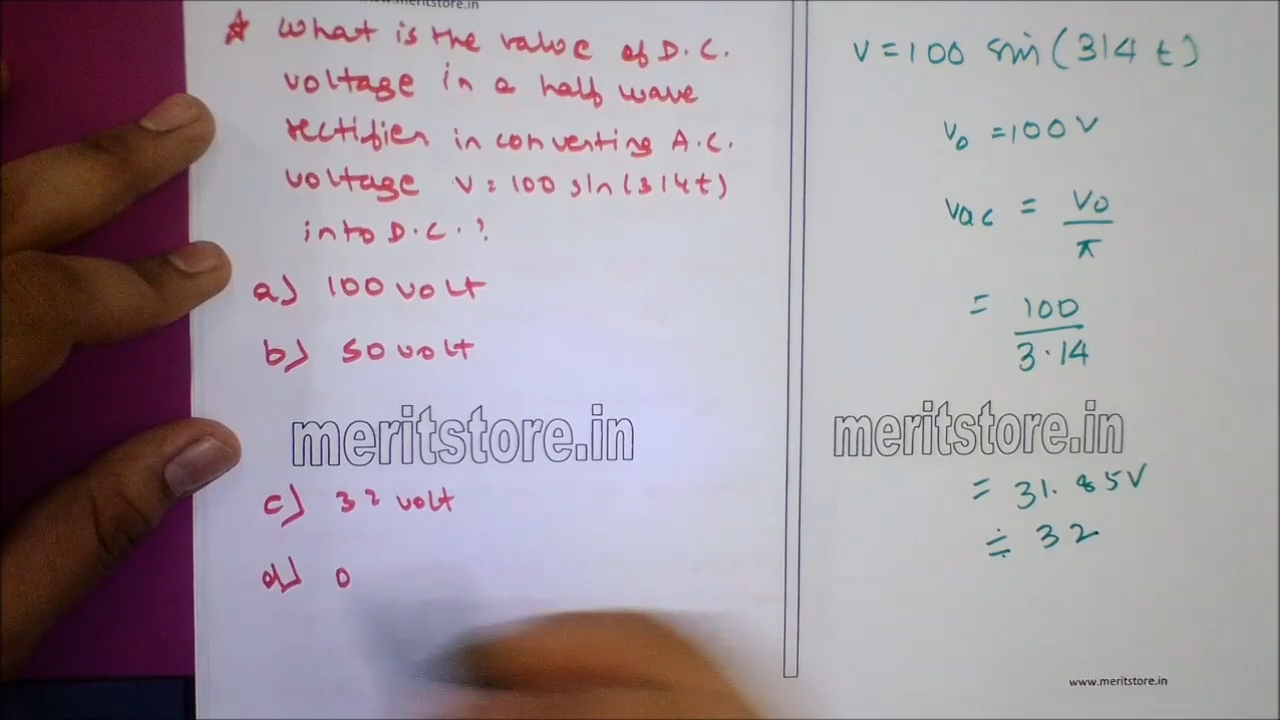 www.meritstore.in
What is the value of D.C.
voltage in a half wave
rectifier in converting A.C.
voltage v = 100 sin(314t)
into D.C.?
a) 100 volt
b) 50 volt
meritstore.in
c) 32 volt
d) 0
V = 100 sin(314 t)
V₀ = 100 V
Vac = V₀/π
= 100/3.14
meritstore.in
= 31.85V
≑ 32
www.meritstore.in